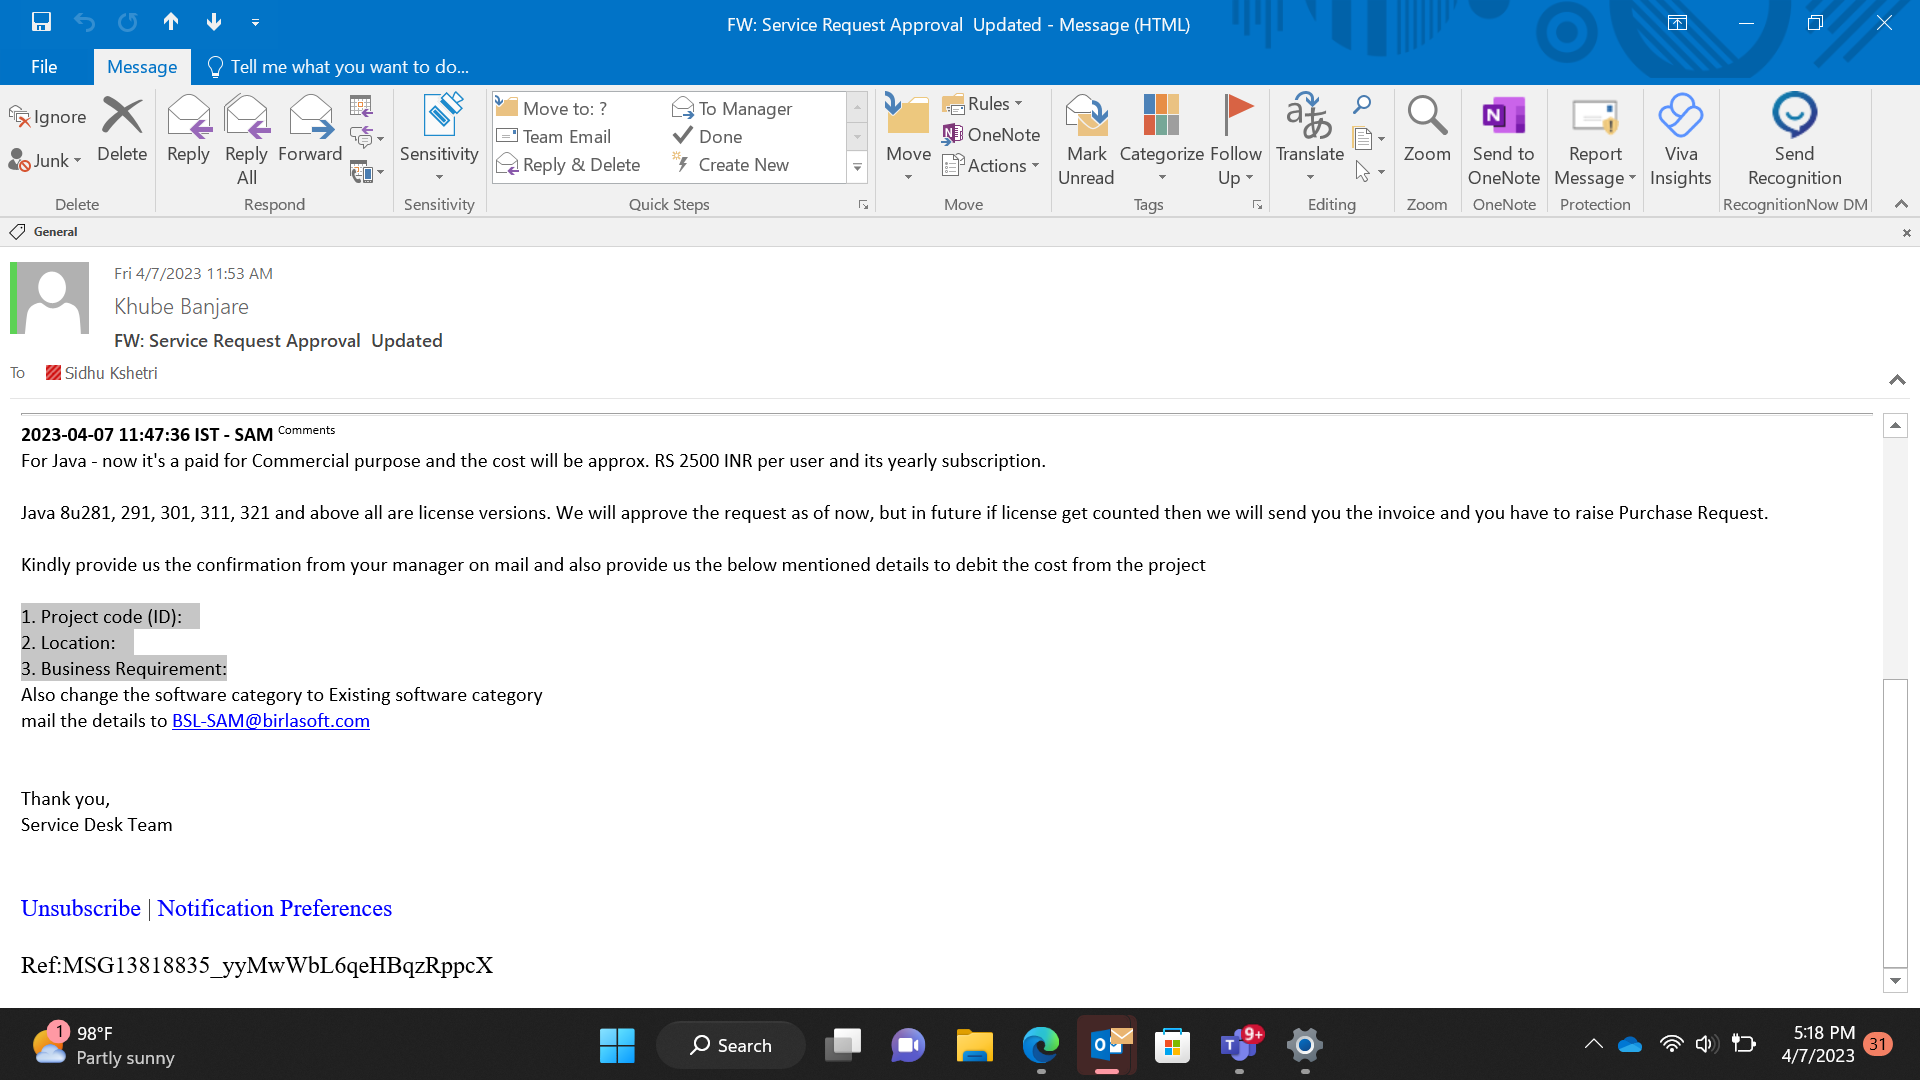 FW: Service Request Approval  Updated - Message (HTML)
File
Message
Tell me what you want to do...
Ignore
Junk
Delete
Reply
Reply All
Forward
Sensitivity
Move to: ?
To Manager
Team Email
Done
Reply & Delete
Create New
Move
Rules
OneNote
Actions
Mark Unread
Categorize
Follow Up
Translate
Zoom
Send to OneNote
Report Message
Viva Insights
Send Recognition
Delete
Respond
Sensitivity
Quick Steps
Move
Tags
Editing
Zoom
OneNote
Protection
RecognitionNow DM
General
Fri 4/7/2023 11:53 AM
Khube Banjare
FW: Service Request Approval  Updated
To
Sidhu Kshetri
2023-04-07 11:47:36 IST - SAM Comments
For Java - now it's a paid for Commercial purpose and the cost will be approx. RS 2500 INR per user and its yearly subscription.
Java 8u281, 291, 301, 311, 321 and above all are license versions. We will approve the request as of now, but in future if license get counted then we will send you the invoice and you have to raise Purchase Request.
Kindly provide us the confirmation from your manager on mail and also provide us the below mentioned details to debit the cost from the project
1. Project code (ID):
2. Location:
3. Business Requirement:
Also change the software category to Existing software category
mail the details to BSL-SAM@birlasoft.com
Thank you,
Service Desk Team
Unsubscribe | Notification Preferences
Ref:MSG13818835_yyMwWbL6qeHBqzRppcX
1
98°F
Partly sunny
Search
9+
5:18 PM
4/7/2023
31